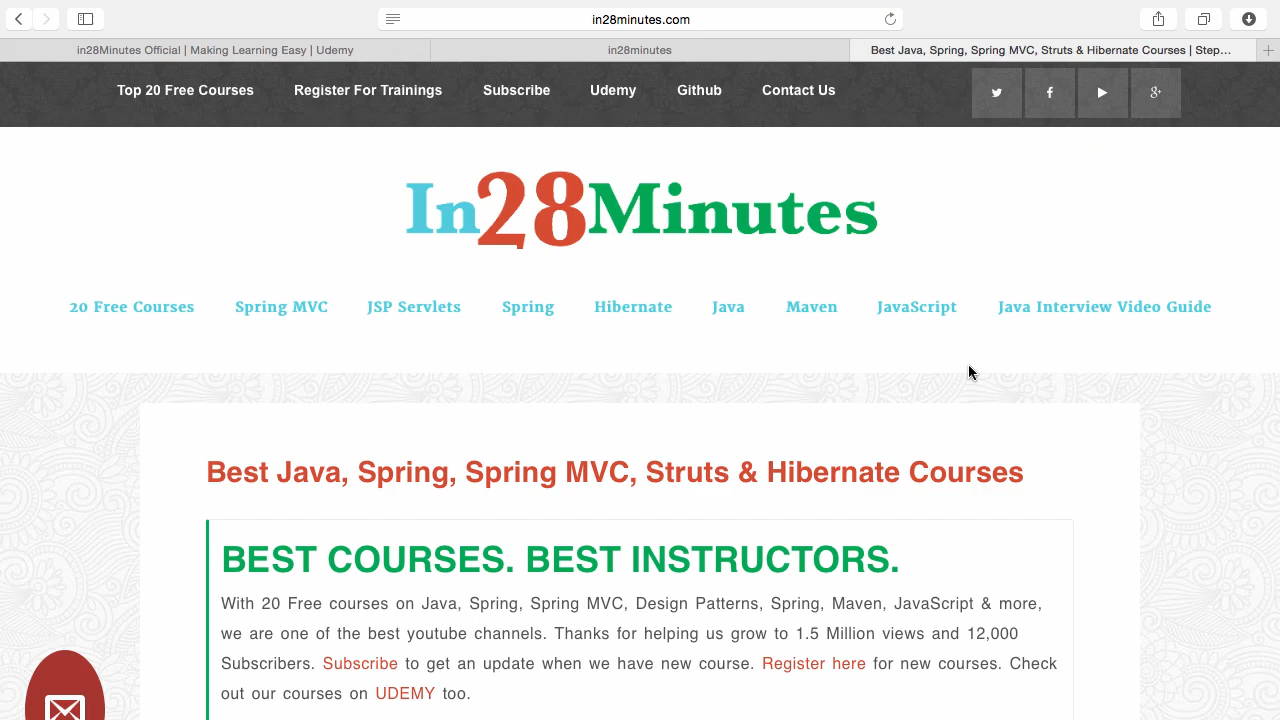 in28minutes.com
in28Minutes Official | Making Learning Easy | Udemy
in28minutes
Best Java, Spring, Spring MVC, Struts & Hibernate Courses | Step...
Top 20 Free Courses
Register For Trainings
Subscribe
Udemy
Github
Contact Us
In28Minutes
20 Free Courses
Spring MVC
JSP Servlets
Spring
Hibernate
Java
Maven
JavaScript
Java Interview Video Guide
Best Java, Spring, Spring MVC, Struts & Hibernate Courses
BEST COURSES. BEST INSTRUCTORS.
With 20 Free courses on Java, Spring, Spring MVC, Design Patterns, Spring, Maven, JavaScript & more,
we are one of the best youtube channels. Thanks for helping us grow to 1.5 Million views and 12,000
Subscribers. Subscribe to get an update when we have new course. Register here for new courses. Check
out our courses on UDEMY too.